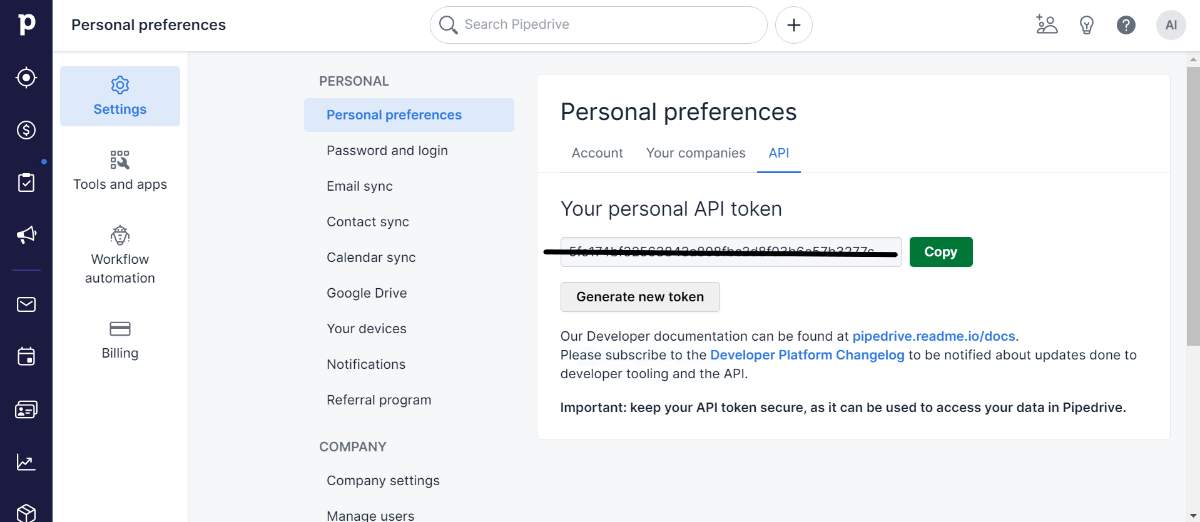 Personal preferences
Search Pipedrive
AI
Settings
Tools and apps
Workflow
automation
Billing
PERSONAL
Personal preferences
Password and login
Email sync
Contact sync
Calendar sync
Google Drive
Your devices
Notifications
Referral program
COMPANY
Company settings
Manage users
Personal preferences
Account Your companies API
Your personal API token
Copy
Generate new token
Our Developer documentation can be found at pipedrive.readme.io/docs.
Please subscribe to the Developer Platform Changelog to be notified about updates done to
developer tooling and the API.
Important: keep your API token secure, as it can be used to access your data in Pipedrive.